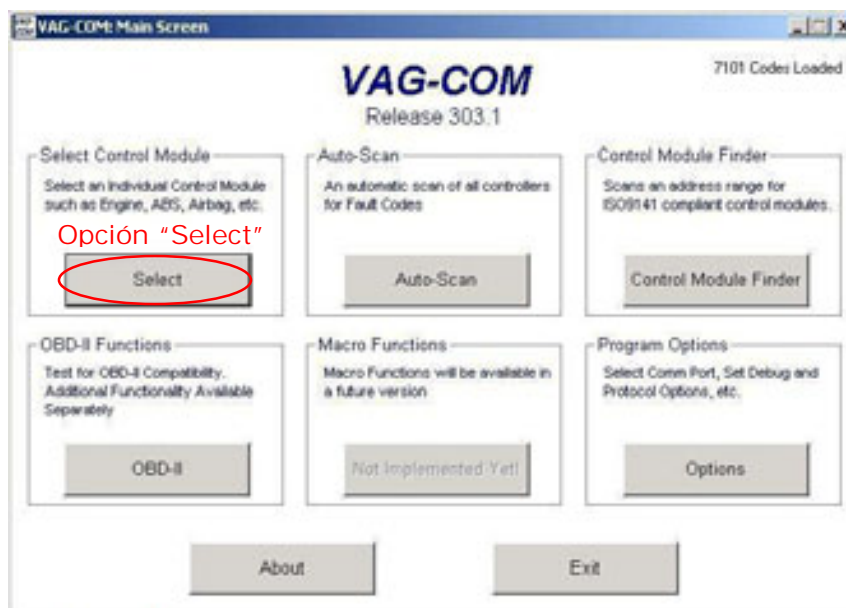 VAG-COM: Main Screen
VAG-COM
7101 Codes Loaded
Release 303.1
Select Control Module
Select an Individual Control Module
such as Engine, ABS, Airbag, etc.
Opción “Select”
Select
Auto-Scan
An automatic scan of all controllers
for Fault Codes
Auto-Scan
Control Module Finder
Scans an address range for
ISO9141 compliant control modules.
Control Module Finder
OBD-II Functions
Test for OBD-II Compatibility.
Additional Functionality Available
Separately
OBD-II
Macro Functions
Macro Functions will be available in
a future version
Not Implemented Yet!
Program Options
Select Comm Port, Set Debug and
Protocol Options, etc.
Options
About
Exit